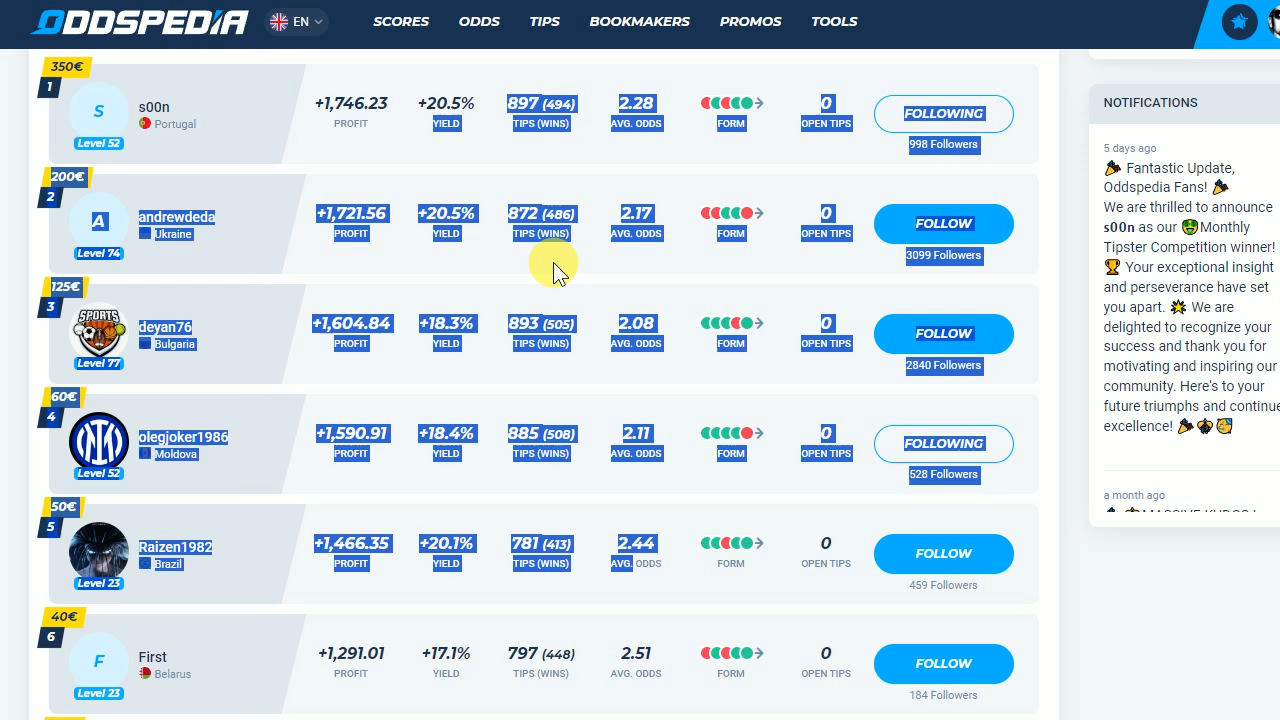 ODDSPEDIA EN SCORES ODDS TIPS BOOKMAKERS PROMOS TOOLS
350€
1
S
Level 52
s00n
Portugal
+1,746.23 +20.5% 897 (494) 2.28 0
PROFIT YIELD TIPS (WINS) AVG. ODDS FORM OPEN TIPS
FOLLOWING
998 Followers
200€
2
A
Level 74
andrewdeda
Ukraine
+1,721.56 +20.5% 872 (486) 2.17 0
PROFIT YIELD TIPS (WINS) AVG. ODDS FORM OPEN TIPS
FOLLOW
3099 Followers
125€
3
SPORTS
Level 77
deyan76
Bulgaria
+1,604.84 +18.3% 893 (505) 2.08 0
PROFIT YIELD TIPS (WINS) AVG. ODDS FORM OPEN TIPS
FOLLOW
2840 Followers
60€
4
Level 52
olegjoker1986
Moldova
+1,590.91 +18.4% 885 (508) 2.11 0
PROFIT YIELD TIPS (WINS) AVG. ODDS FORM OPEN TIPS
FOLLOWING
528 Followers
50€
5
Level 23
Raizen1982
Brazil
+1,466.35 +20.1% 781 (413) 2.44 0
PROFIT YIELD TIPS (WINS) AVG. ODDS FORM OPEN TIPS
FOLLOW
459 Followers
40€
6
F
Level 23
First
Belarus
+1,291.01 +17.1% 797 (448) 2.51 0
PROFIT YIELD TIPS (WINS) AVG. ODDS FORM OPEN TIPS
FOLLOW
184 Followers
NOTIFICATIONS
5 days ago
🎉 Fantastic Update,
Oddspedia Fans! 🎉
We are thrilled to announce
s00n as our 🤑Monthly
Tipster Competition winner!
🏆 Your exceptional insight
and perseverance have set
you apart. 🌟 We are
delighted to recognize your
success and thank you for
motivating and inspiring our
community. Here's to your
future triumphs and continue
excellence!
a month ago